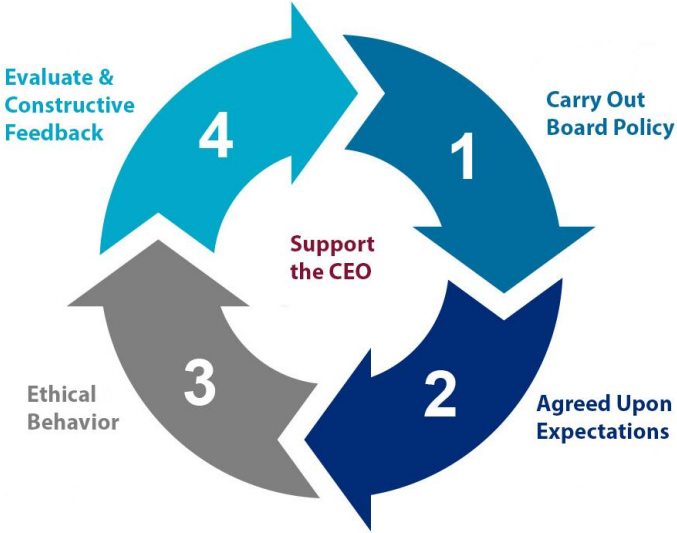 Evaluate &
Constructive
Feedback
4
1
Carry Out
Board Policy
Support
the CEO
3
Ethical
Behavior
2
Agreed Upon
Expectations